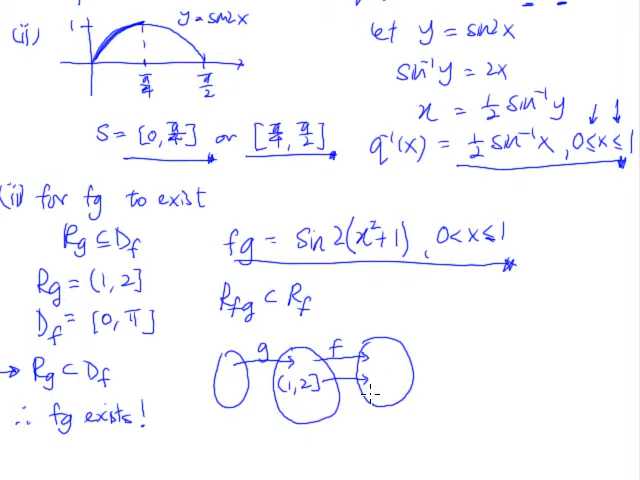 (ii)
1
y = sin2x
π/4
π/2
S = [0, π/4] or [π/4, π/2]
let y = sin2x
sin⁻¹y = 2x
x = 1/2 sin⁻¹y
q⁻¹(x) = 1/2 sin⁻¹x , 0≤x≤1
(ii) for fg to exist
Rg ⊆ Df
Rg = (1, 2]
Df = [0, π]
→ Rg ⊂ Df
∴ fg exists!
fg = sin 2(x²+1) , 0<x≤1
Rfg ⊂ Rf
g
f
(1, 2]